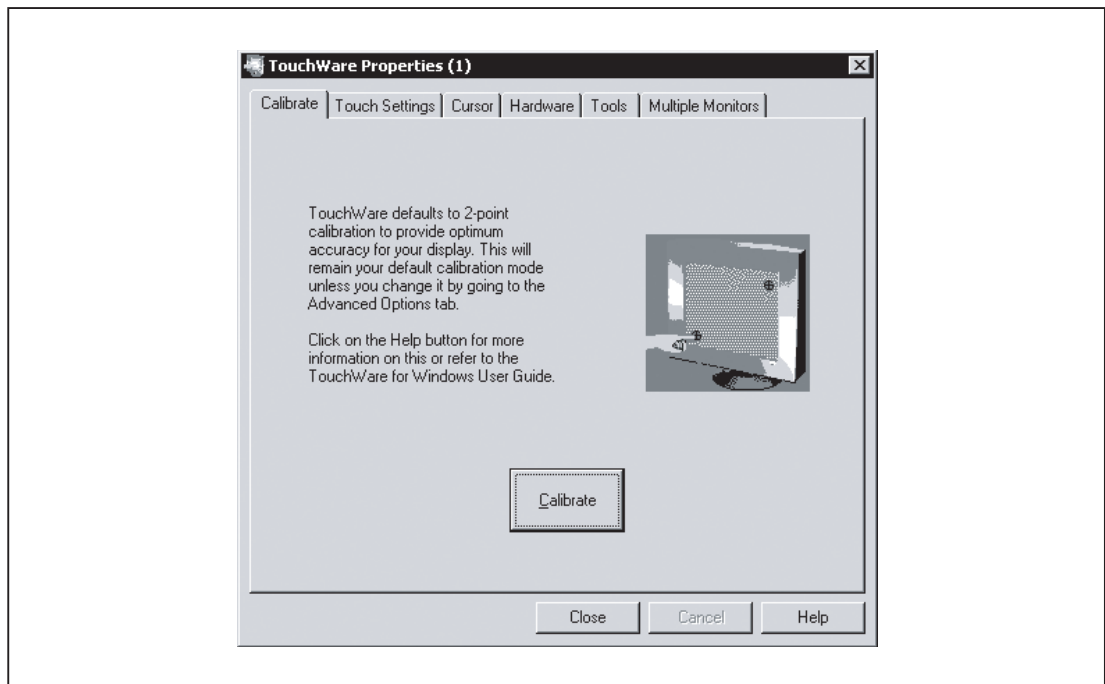 TouchWare Properties (1)
Calibrate Touch Settings Cursor Hardware Tools Multiple Monitors
TouchWare defaults to 2-point
calibration to provide optimum
accuracy for your display. This will
remain your default calibration mode
unless you change it by going to the
Advanced Options tab.
Click on the Help button for more
information on this or refer to the
TouchWare for Windows User Guide.
Calibrate
Close Cancel Help